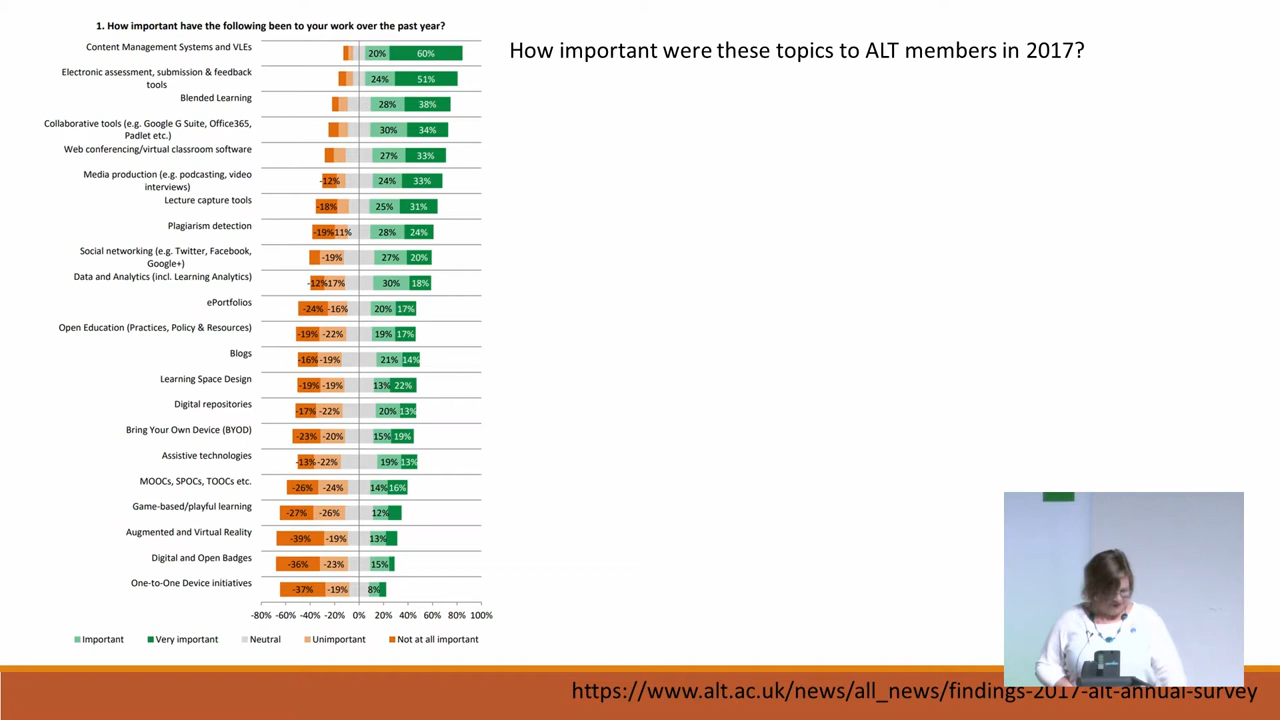 1. How important have the following been to your work over the past year?
How important were these topics to ALT members in 2017?
Content Management Systems and VLEs
20% 60%
Electronic assessment, submission & feedback
tools
24% 51%
Blended Learning
28% 38%
Collaborative tools (e.g. Google G Suite, Office365,
Padlet etc.)
30% 34%
Web conferencing/virtual classroom software
27% 33%
Media production (e.g. podcasting, video
interviews)
-12% 24% 33%
Lecture capture tools
-18% 25% 31%
Plagiarism detection
-19% 11% 28% 24%
Social networking (e.g. Twitter, Facebook,
Google+)
-19% 27% 20%
Data and Analytics (incl. Learning Analytics)
-12% 17% 30% 18%
ePortfolios
-24% -16% 20% 17%
Open Education (Practices, Policy & Resources)
-19% -22% 19% 17%
Blogs
-16% -19% 21% 14%
Learning Space Design
-19% -19% 13% 22%
Digital repositories
-17% -22% 20% 13%
Bring Your Own Device (BYOD)
-23% -20% 15% 19%
Assistive technologies
-13% -22% 19% 13%
MOOCs, SPOCs, TOOCs etc.
-26% -24% 14% 16%
Game-based/playful learning
-27% -26% 12%
Augmented and Virtual Reality
-39% -19% 13%
Digital and Open Badges
-36% -23% 15%
One-to-One Device initiatives
-37% -19% 8%
-80% -60% -40% -20% 0% 20% 40% 60% 80% 100%
Important Very important Neutral Unimportant Not at all important
https://www.alt.ac.uk/news/all_news/findings-2017-alt-annual-survey